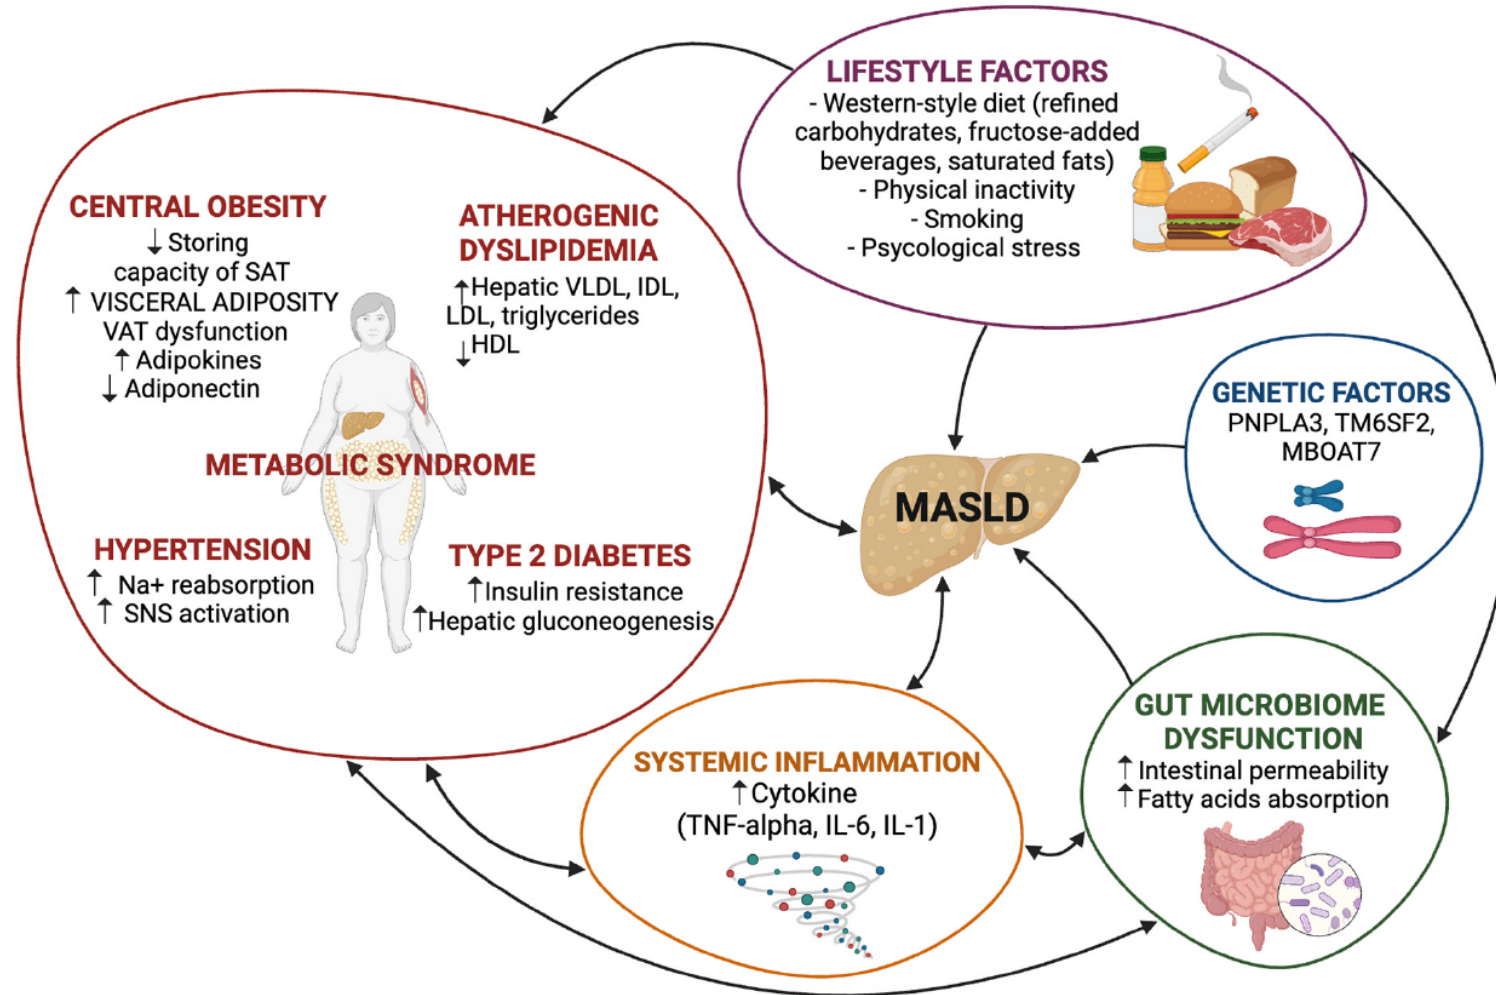 LIFESTYLE FACTORS
- Western-style diet (refined
carbohydrates, fructose-added
beverages, saturated fats)
- Physical inactivity
- Smoking
- Psycological stress
CENTRAL OBESITY
↓ Storing
capacity of SAT
↑ VISCERAL ADIPOSITY
VAT dysfunction
↑ Adipokines
↓ Adiponectin
ATHEROGENIC
DYSLIPIDEMIA
↑Hepatic VLDL, IDL,
LDL, triglycerides
↓HDL
METABOLIC SYNDROME
HYPERTENSION
↑ Na+ reabsorption
↑ SNS activation
TYPE 2 DIABETES
↑Insulin resistance
↑Hepatic gluconeogenesis
MASLD
GENETIC FACTORS
PNPLA3, TM6SF2,
MBOAT7
SYSTEMIC INFLAMMATION
↑Cytokine
(TNF-alpha, IL-6, IL-1)
GUT MICROBIOME
DYSFUNCTION
↑ Intestinal permeability
↑ Fatty acids absorption